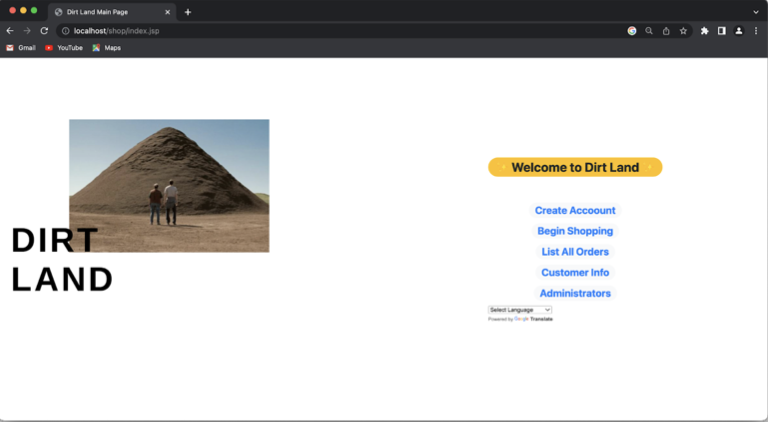 Dirt Land Main Page
localhost/shop/index.jsp
Gmail YouTube Maps
DIRT
LAND
Welcome to Dirt Land
Create Accoount
Begin Shopping
List All Orders
Customer Info
Administrators
Select Language
Powered by Google Translate